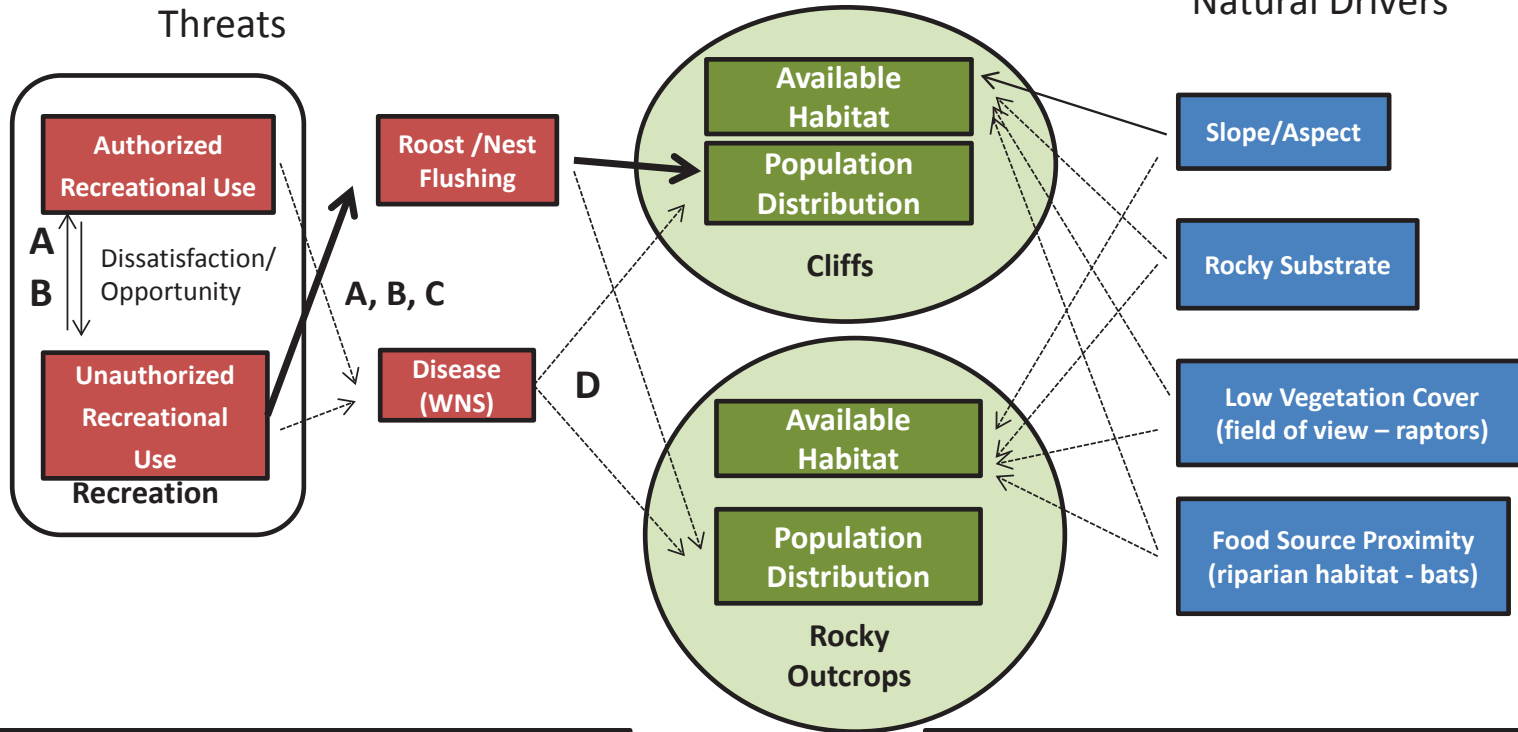 Threats
Natural Drivers
Authorized
Recreational Use
A
B
Dissatisfaction/
Opportunity
Unauthorized
Recreational
Use
Recreation
Roost /Nest
Flushing
A, B, C
Disease
(WNS)
D
Available
Habitat
Population
Distribution
Cliffs
Available
Habitat
Population
Distribution
Rocky
Outcrops
Slope/Aspect
Rocky Substrate
Low Vegetation Cover
(field of view – raptors)
Food Source Proximity
(riparian habitat - bats)